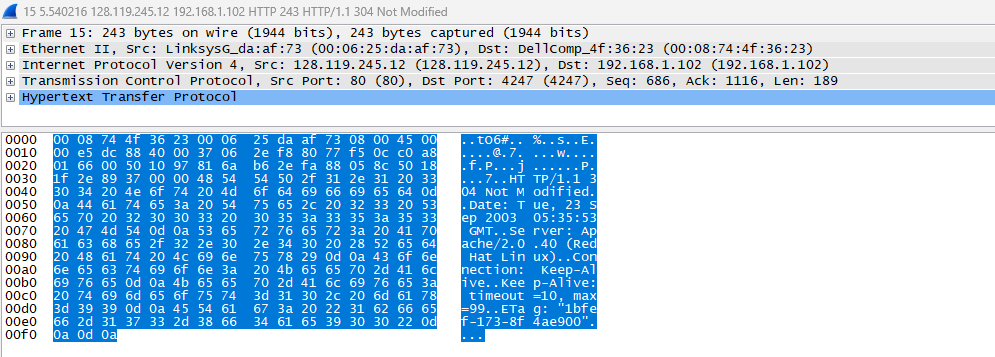 15 5.540216 128.119.245.12 192.168.1.102 HTTP 243 HTTP/1.1 304 Not Modified
Frame 15: 243 bytes on wire (1944 bits), 243 bytes captured (1944 bits)
Ethernet II, Src: LinksysG_da:af:73 (00:06:25:da:af:73), Dst: DellComp_4f:36:23 (00:08:74:4f:36:23)
Internet Protocol Version 4, Src: 128.119.245.12 (128.119.245.12), Dst: 192.168.1.102 (192.168.1.102)
Transmission Control Protocol, Src Port: 80 (80), Dst Port: 4247 (4247), Seq: 686, Ack: 1116, Len: 189
Hypertext Transfer Protocol
0000 00 08 74 4f 36 23 00 06 25 da af 73 08 00 45 00 ..tO6#.. %..s..E.
0010 00 e5 dc 88 40 00 37 06 2e f8 80 77 f5 0c c0 a8 ....@.7. ...w....
0020 01 66 00 50 10 97 81 6a b6 2e fa 88 05 8c 50 18 .f.P...j ......P.
0030 1f 2e 89 37 00 00 48 54 54 50 2f 31 2e 31 20 33 ...7..HT TP/1.1 3
0040 30 34 20 4e 6f 74 20 4d 6f 64 69 66 69 65 64 0d 04 Not M odified.
0050 0a 44 61 74 65 3a 20 54 75 65 2c 20 32 33 20 53 .Date: T ue, 23 S
0060 65 70 20 32 30 30 33 20 30 35 3a 33 35 3a 35 33 ep 2003 05:35:53
0070 20 47 4d 54 0d 0a 53 65 72 76 65 72 3a 20 41 70 GMT..Se rver: Ap
0080 61 63 68 65 2f 32 2e 30 2e 34 30 20 28 52 65 64 ache/2.0 .40 (Red
0090 20 48 61 74 20 4c 69 6e 75 78 29 0d 0a 43 6f 6e Hat Lin ux)..Con
00a0 6e 65 63 74 69 6f 6e 3a 20 4b 65 65 70 2d 41 6c nection: Keep-Al
00b0 69 76 65 0d 0a 4b 65 65 70 2d 41 6c 69 76 65 3a ive..Kee p-Alive:
00c0 20 74 69 6d 65 6f 75 74 3d 31 30 2c 20 6d 61 78 timeout =10, max
00d0 3d 39 39 0d 0a 45 54 61 67 3a 20 22 31 62 66 65 =99..ETa g: "1bfe
00e0 66 2d 31 37 33 2d 38 66 34 61 65 39 30 30 22 0d f-173-8f 4ae900".
00f0 0a 0d 0a ...